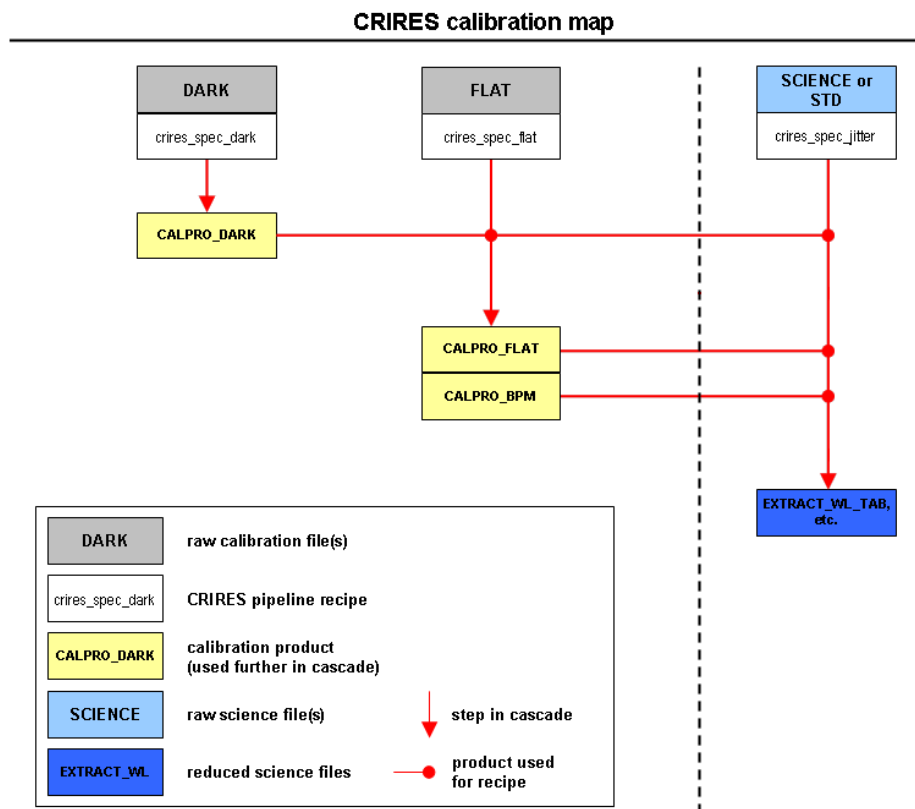 CRIRES calibration map
DARK
FLAT
SCIENCE or
STD
crires_spec_dark
crires_spec_flat
crires_spec_jitter
CALPRO_DARK
CALPRO_FLAT
CALPRO_BPM
EXTRACT_WL_TAB,
etc.
DARK
raw calibration file(s)
crires_spec_dark
CRIRES pipeline recipe
CALPRO_DARK
calibration product
(used further in cascade)
SCIENCE
raw science file(s)
step in cascade
EXTRACT_WL
reduced science files
product used
for recipe